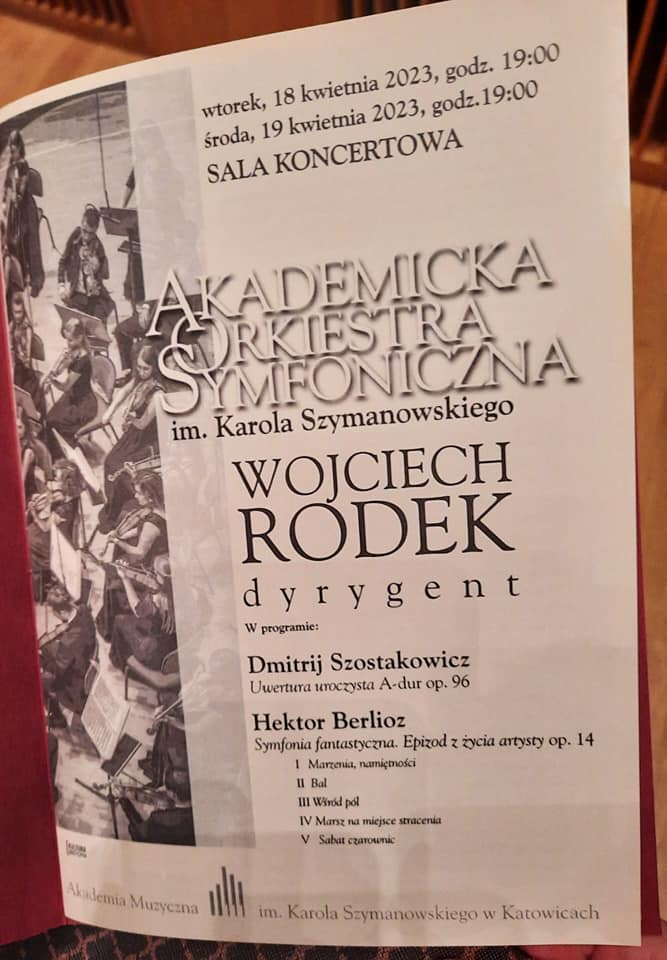 wtorek, 18 kwietnia 2023, godz. 19:00
środa, 19 kwietnia 2023, godz.19:00
SALA KONCERTOWA
AKADEMICKA
ORKIESTRA
SYMFONICZNA
im. Karola Szymanowskiego
WOJCIECH
RODEK
dyrygent
W programie:
Dmitrij Szostakowicz
Uwertura uroczysta A-dur op. 96
Hektor Berlioz
Symfonia fantastyczna. Epizod z życia artysty op. 14
I Marzenia, namiętności
II Bal
III Wśród pól
IV Marsz na miejsce stracenia
V Sabat czarownic
Akademia Muzyczna im. Karola Szymanowskiego w Katowicach